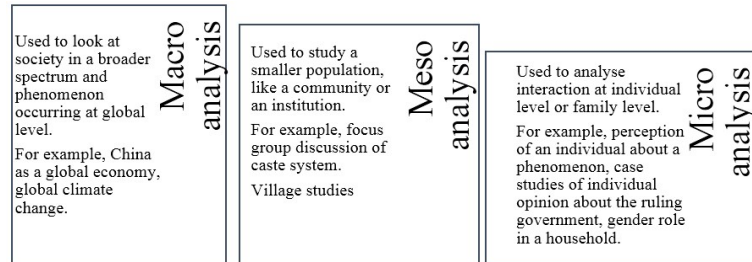 Used to look at
society in a broader
spectrum and
phenomenon
occurring at global
level.
For example, China
as a global economy,
global climate
change.
Macro
analysis
Used to study a
smaller population,
like a community or
an institution.
For example, focus
group discussion of
caste system.
Village studies
Meso
analysis
Used to analyse
interaction at individual
level or family level.
For example, perception
of an individual about a
phenomenon, case
studies of individual
opinion about the ruling
government, gender role
in a household.
Micro
analysis